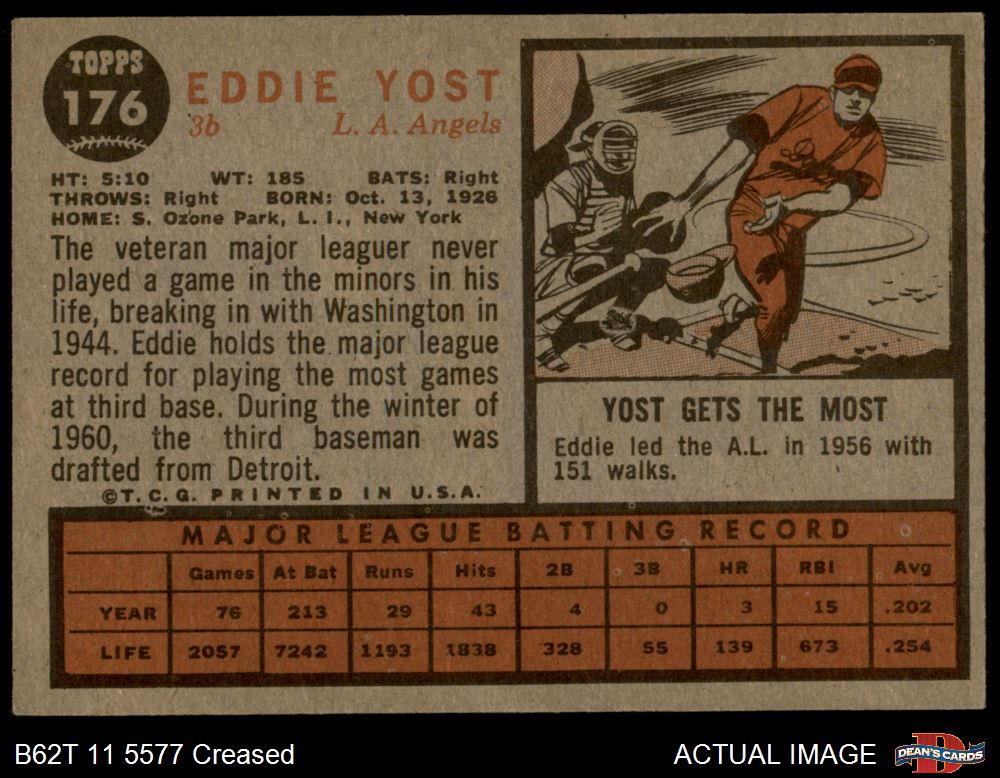 TOPPS
176
EDDIE YOST
3b L. A. Angels
HT: 5:10 WT: 185 BATS: Right
THROWS: Right BORN: Oct. 13, 1926
HOME: S. Ozone Park, L. I., New York
The veteran major leaguer never
played a game in the minors in his
life, breaking in with Washington in
1944. Eddie holds the major league
record for playing the most games
at third base. During the winter of
1960, the third baseman was
drafted from Detroit.
©T.C.G. PRINTED IN U.S.A.
YOST GETS THE MOST
Eddie led the A.L. in 1956 with
151 walks.
MAJOR LEAGUE BATTING RECORD
Games At Bat Runs Hits 2B 3B HR RBI Avg
YEAR 76 213 29 43 4 0 3 15 .202
LIFE 2057 7242 1193 1838 328 55 139 673 .254
B62T 11 5577 Creased ACTUAL IMAGE DEAN'S CARDS